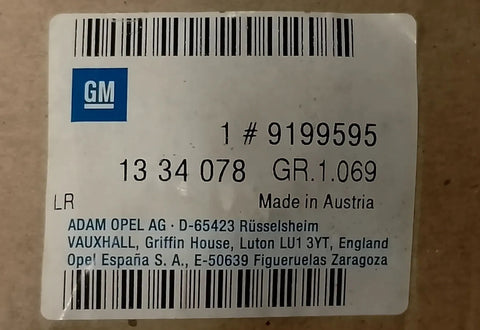 GM
1 # 9199595
13 34 078 GR.1.069
LR Made in Austria
ADAM OPEL AG · D-65423 Rüsselsheim
VAUXHALL, Griffin House, Luton LU1 3YT, England
Opel España S. A., E-50639 Figueruelas Zaragoza